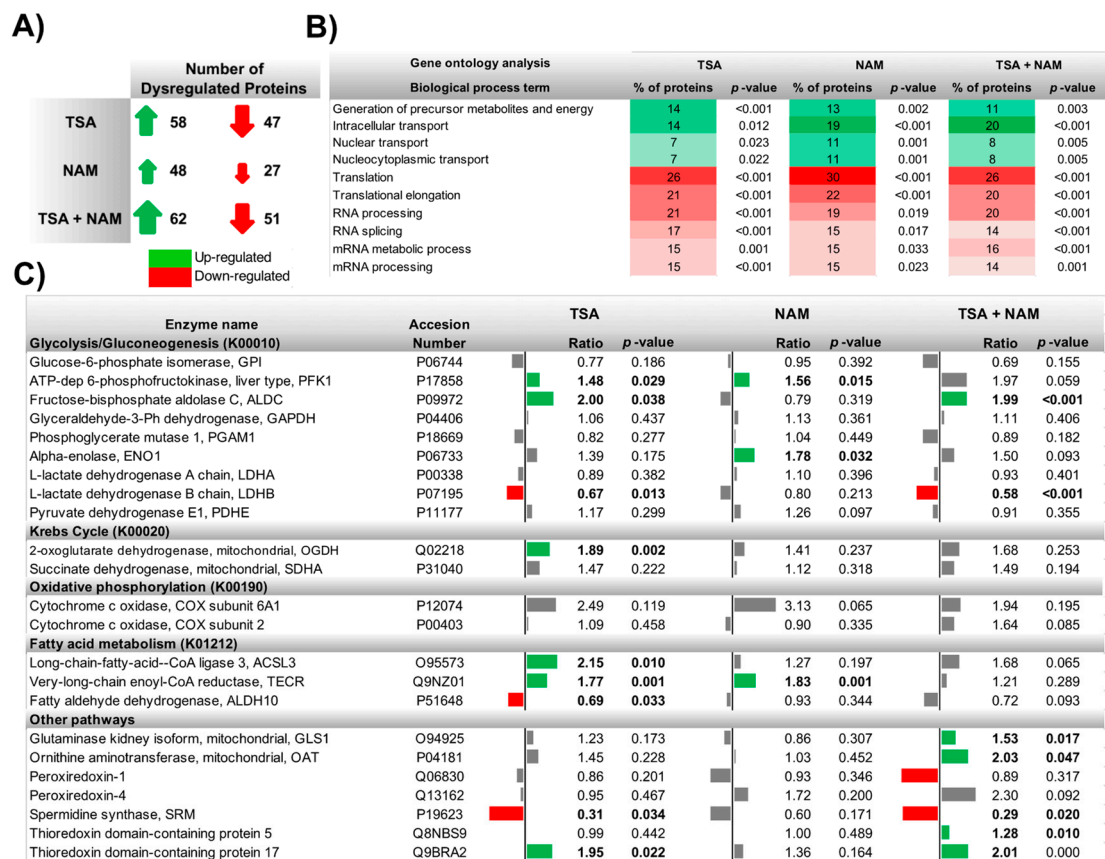 A)
Number of
Dysregulated Proteins
TSA 58 47
NAM 48 27
TSA + NAM 62 51
Up-regulated
Down-regulated
B)
Gene ontology analysis TSA NAM TSA + NAM
Biological process term % of proteins p -value % of proteins p -value % of proteins p -value
Generation of precursor metabolites and energy 14 <0.001 13 0.002 11 0.003
Intracellular transport 14 0.012 19 <0.001 20 <0.001
Nuclear transport 7 0.023 11 0.001 8 0.005
Nucleocytoplasmic transport 7 0.022 11 0.001 8 0.005
Translation 26 <0.001 30 <0.001 26 <0.001
Translational elongation 21 <0.001 22 <0.001 20 <0.001
RNA processing 21 <0.001 19 0.019 20 <0.001
RNA splicing 17 <0.001 15 0.017 14 <0.001
mRNA metabolic process 15 0.001 15 0.033 16 <0.001
mRNA processing 15 <0.001 15 0.023 14 0.001
C)
Enzyme name Accesion TSA NAM TSA + NAM
Glycolysis/Gluconeogenesis (K00010) Number Ratio p -value Ratio p -value Ratio p -value
Glucose-6-phosphate isomerase, GPI P06744 0.77 0.186 0.95 0.392 0.69 0.155
ATP-dep 6-phosphofructokinase, liver type, PFK1 P17858 1.48 0.029 1.56 0.015 1.97 0.059
Fructose-bisphosphate aldolase C, ALDC P09972 2.00 0.038 0.79 0.319 1.99 <0.001
Glyceraldehyde-3-Ph dehydrogenase, GAPDH P04406 1.06 0.437 1.13 0.361 1.11 0.406
Phosphoglycerate mutase 1, PGAM1 P18669 0.82 0.277 1.04 0.449 0.89 0.182
Alpha-enolase, ENO1 P06733 1.39 0.175 1.78 0.032 1.50 0.093
L-lactate dehydrogenase A chain, LDHA P00338 0.89 0.382 1.10 0.396 0.93 0.401
L-lactate dehydrogenase B chain, LDHB P07195 0.67 0.013 0.80 0.213 0.58 <0.001
Pyruvate dehydrogenase E1, PDHE P11177 1.17 0.299 1.26 0.097 0.91 0.355
Krebs Cycle (K00020)
2-oxoglutarate dehydrogenase, mitochondrial, OGDH Q02218 1.89 0.002 1.41 0.237 1.68 0.253
Succinate dehydrogenase, mitochondrial, SDHA P31040 1.47 0.222 1.12 0.318 1.49 0.194
Oxidative phosphorylation (K00190)
Cytochrome c oxidase, COX subunit 6A1 P12074 2.49 0.119 3.13 0.065 1.94 0.195
Cytochrome c oxidase, COX subunit 2 P00403 1.09 0.458 0.90 0.335 1.64 0.085
Fatty acid metabolism (K01212)
Long-chain-fatty-acid--CoA ligase 3, ACSL3 O95573 2.15 0.010 1.27 0.197 1.68 0.065
Very-long-chain enoyl-CoA reductase, TECR Q9NZ01 1.77 0.001 1.83 0.001 1.21 0.289
Fatty aldehyde dehydrogenase, ALDH10 P51648 0.69 0.033 0.93 0.344 0.72 0.093
Other pathways
Glutaminase kidney isoform, mitochondrial, GLS1 O94925 1.23 0.173 0.86 0.307 1.53 0.017
Ornithine aminotransferase, mitochondrial, OAT P04181 1.45 0.228 1.03 0.452 2.03 0.047
Peroxiredoxin-1 Q06830 0.86 0.201 0.93 0.346 0.89 0.317
Peroxiredoxin-4 Q13162 0.95 0.467 1.72 0.200 2.30 0.092
Spermidine synthase, SRM P19623 0.31 0.034 0.60 0.171 0.29 0.020
Thioredoxin domain-containing protein 5 Q8NBS9 0.99 0.442 1.00 0.489 1.28 0.010
Thioredoxin domain-containing protein 17 Q9BRA2 1.95 0.022 1.36 0.164 2.01 0.000